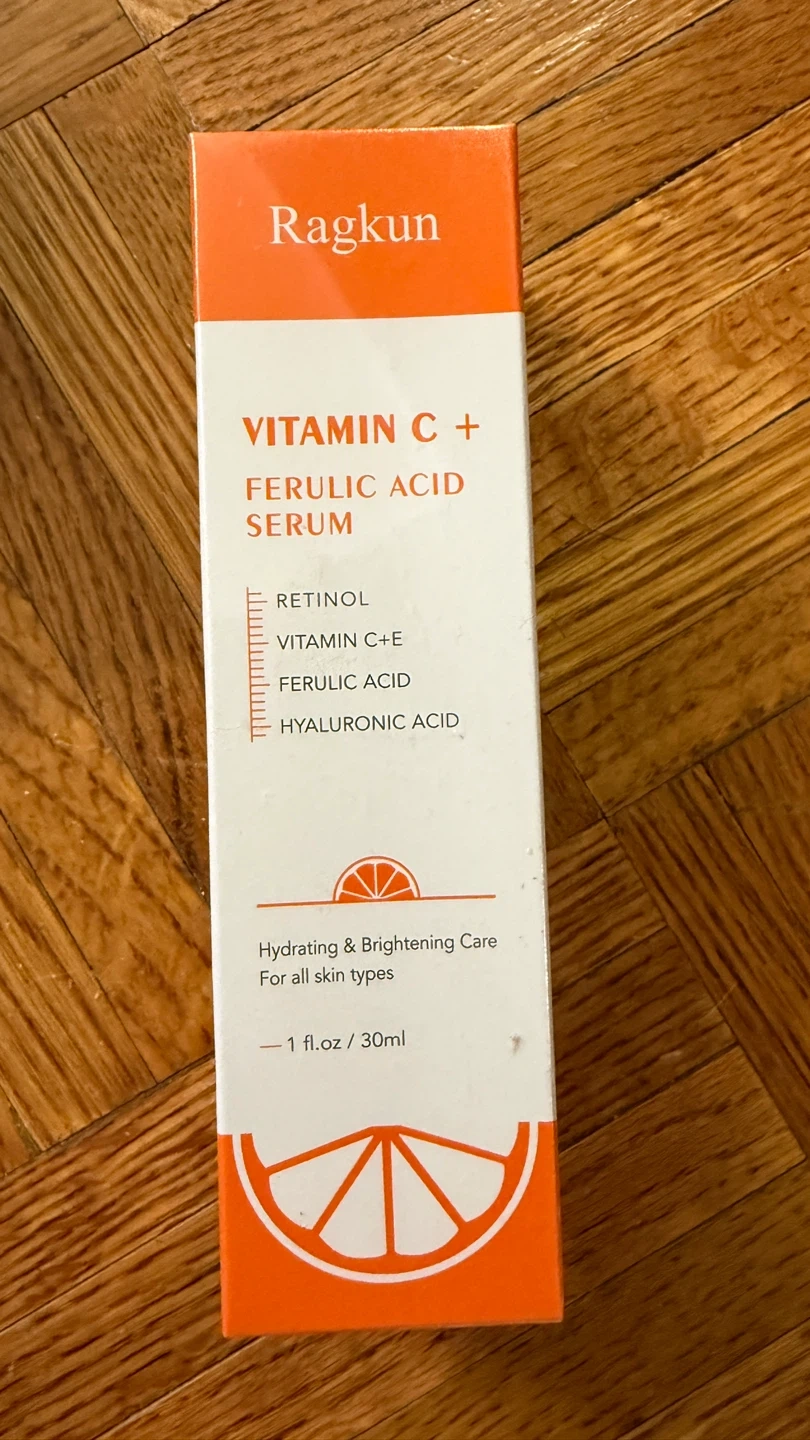 Ragkun
VITAMIN C +
FERULIC ACID
SERUM
RETINOL
VITAMIN C+E
FERULIC ACID
HYALURONIC ACID
Hydrating & Brightening Care
For all skin types
— 1 fl.oz / 30ml